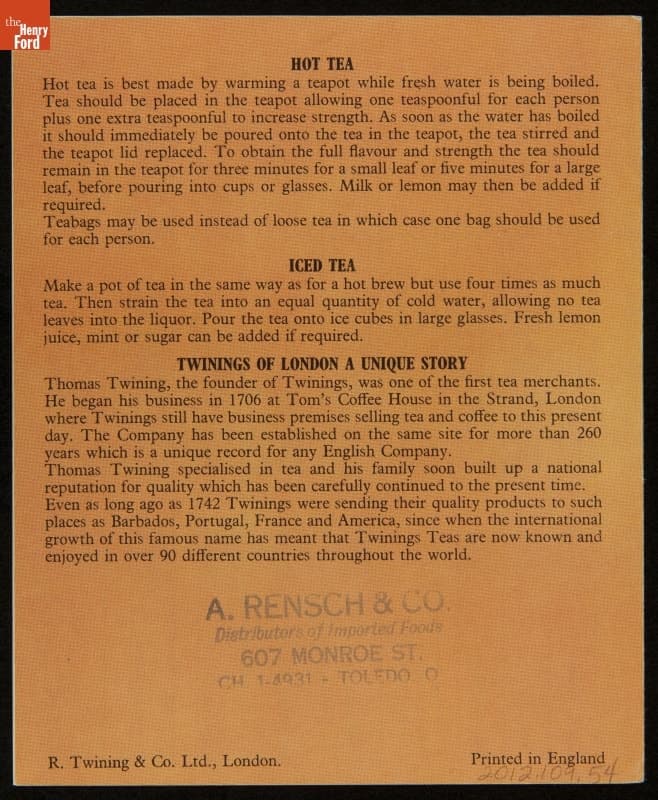 the
Henry
Ford
HOT TEA
Hot tea is best made by warming a teapot while fresh water is being boiled.
Tea should be placed in the teapot allowing one teaspoonful for each person
plus one extra teaspoonful to increase strength. As soon as the water has boiled
it should immediately be poured onto the tea in the teapot, the tea stirred and
the teapot lid replaced. To obtain the full flavour and strength the tea should
remain in the teapot for three minutes for a small leaf or five minutes for a large
leaf, before pouring into cups or glasses. Milk or lemon may then be added if
required.
Teabags may be used instead of loose tea in which case one bag should be used
for each person.
ICED TEA
Make a pot of tea in the same way as for a hot brew but use four times as much
tea. Then strain the tea into an equal quantity of cold water, allowing no tea
leaves into the liquor. Pour the tea onto ice cubes in large glasses. Fresh lemon
juice, mint or sugar can be added if required.
TWININGS OF LONDON A UNIQUE STORY
Thomas Twining, the founder of Twinings, was one of the first tea merchants.
He began his business in 1706 at Tom's Coffee House in the Strand, London
where Twinings still have business premises selling tea and coffee to this present
day. The Company has been established on the same site for more than 260
years which is a unique record for any English Company.
Thomas Twining specialised in tea and his family soon built up a national
reputation for quality which has been carefully continued to the present time.
Even as long ago as 1742 Twinings were sending their quality products to such
places as Barbados, Portugal, France and America, since when the international
growth of this famous name has meant that Twinings Teas are now known and
enjoyed in over 90 different countries throughout the world.
A. RENSCH & CO.
Distributors of Imported Foods
607 MONROE ST.
CH 1-4931 - TOLEDO, O.
R. Twining & Co. Ltd., London.
Printed in England
2012.109.54